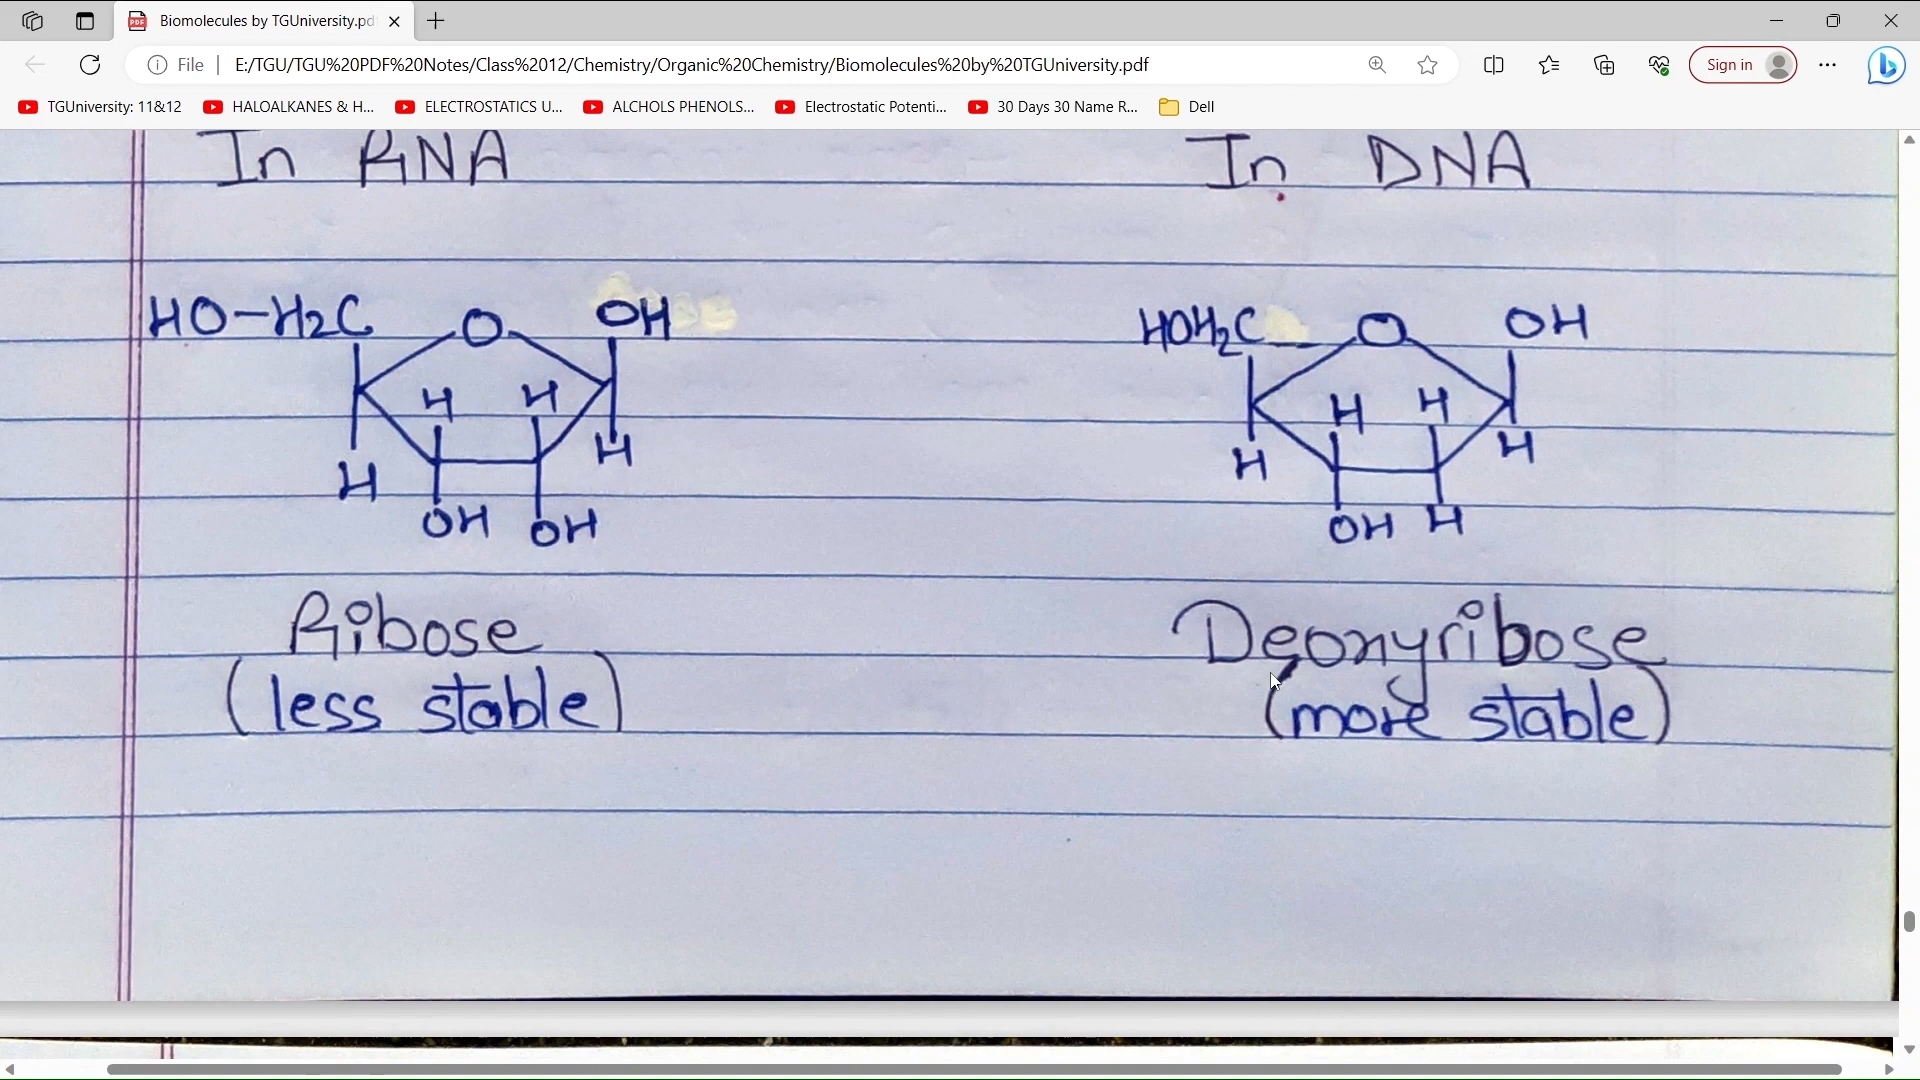 Biomolecules by TGUniversity.pd
File
E:/TGU/TGU%20PDF%20Notes/Class%2012/Chemistry/Organic%20Chemistry/Biomolecules%20by%20TGUniversity.pdf
Sign in
TGUniversity: 11&12
HALOALKANES & H...
ELECTROSTATICS U...
ALCHOLS PHENOLS...
Electrostatic Potenti...
30 Days 30 Name R...
Dell
In RNA
In DNA
HO-H2C O OH
H H
H H
OH OH
HOH2C O OH
H H
H H
OH H
Ribose
(less stable)
Deoxyribose
(more stable)